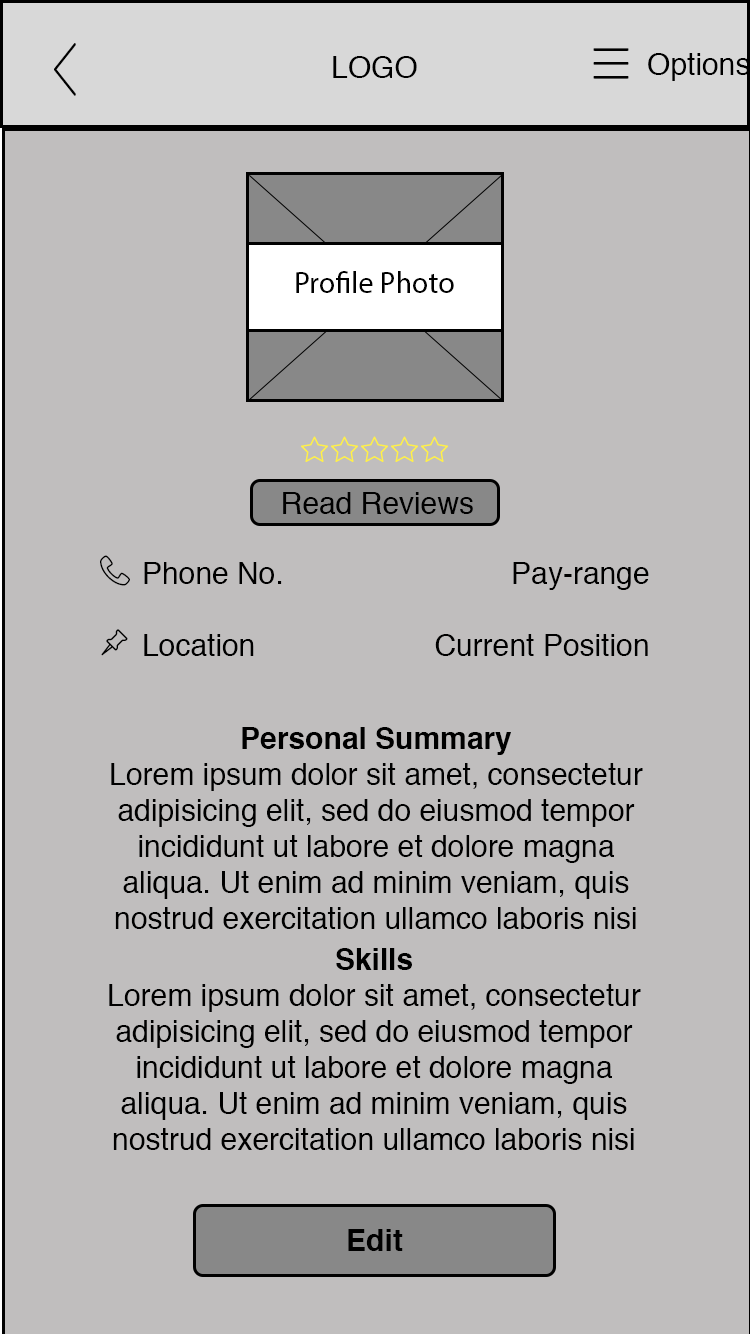 LOGO
Options
Profile Photo
Read Reviews
Phone No.
Pay-range
Location
Current Position
Personal Summary
Lorem ipsum dolor sit amet, consectetur
adipisicing elit, sed do eiusmod tempor
incididunt ut labore et dolore magna
aliqua. Ut enim ad minim veniam, quis
nostrud exercitation ullamco laboris nisi
Skills
Lorem ipsum dolor sit amet, consectetur
adipisicing elit, sed do eiusmod tempor
incididunt ut labore et dolore magna
aliqua. Ut enim ad minim veniam, quis
nostrud exercitation ullamco laboris nisi
Edit